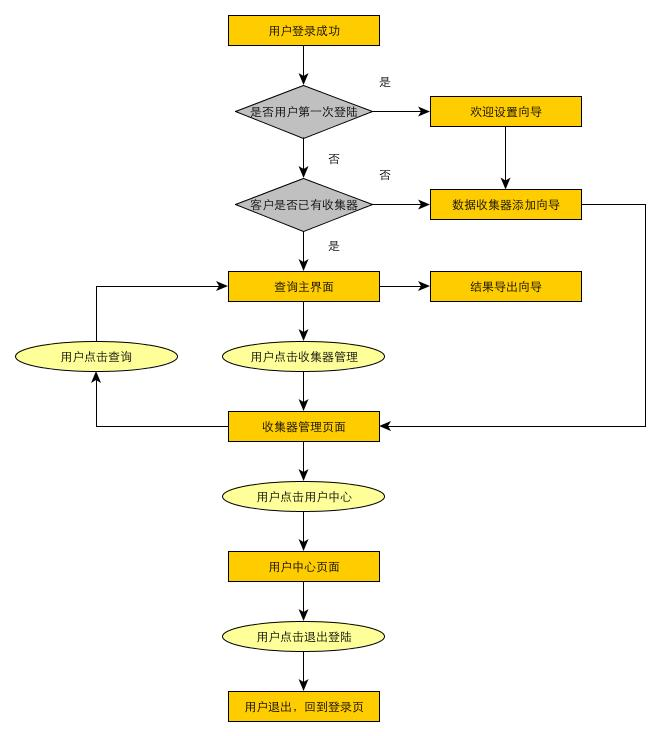 用户登录成功
是
是否用户第一次登陆
欢迎设置向导
否
否
客户是否已有收集器
数据收集器添加向导
是
查询主界面
结果导出向导
用户点击查询
用户点击收集器管理
收集器管理页面
用户点击用户中心
用户中心页面
用户点击退出登陆
用户退出，回到登录页